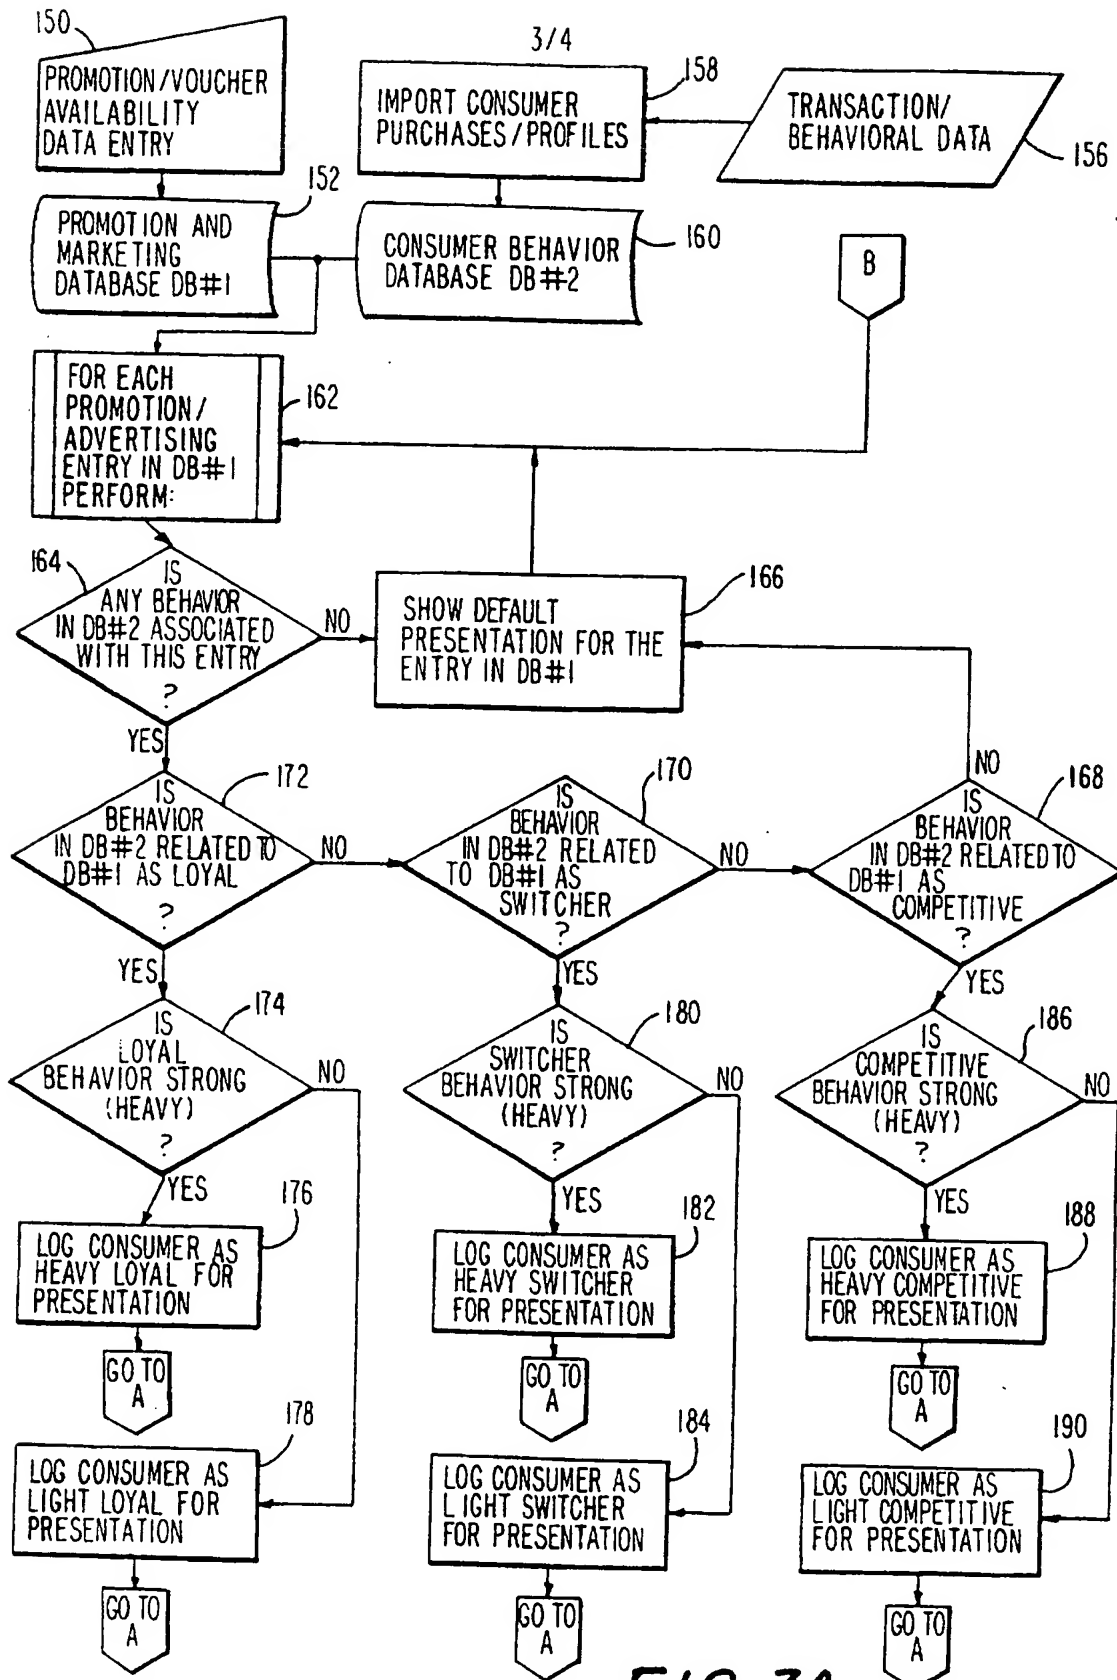 150
3/4
PROMOTION/VOUCHER
AVAILABILITY
DATA ENTRY
IMPORT CONSUMER
PURCHASES/PROFILES
158
TRANSACTION/
BEHAVIORAL DATA
156
152
PROMOTION AND
MARKETING
DATABASE DB#1
CONSUMER BEHAVIOR
DATABASE DB#2
160
B
FOR EACH
PROMOTION/
ADVERTISING
ENTRY IN DB#1
PERFORM:
162
164
IS
ANY BEHAVIOR
IN DB#2 ASSOCIATED
WITH THIS ENTRY
?
NO
SHOW DEFAULT
PRESENTATION FOR THE
ENTRY IN DB#1
166
YES
172
IS
BEHAVIOR
IN DB#2 RELATED TO
DB#1 AS LOYAL
?
NO
170
IS
BEHAVIOR
IN DB#2 RELATED
TO DB#1 AS
SWITCHER
?
NO
NO
168
IS
BEHAVIOR
IN DB#2 RELATED TO
DB#1 AS
COMPETITIVE
?
YES
YES
YES
174
IS
LOYAL
BEHAVIOR STRONG
(HEAVY)
?
NO
180
IS
SWITCHER
BEHAVIOR STRONG
(HEAVY)
?
NO
186
IS
COMPETITIVE
BEHAVIOR STRONG
(HEAVY)
?
NO
YES
YES
YES
176
LOG CONSUMER AS
HEAVY LOYAL FOR
PRESENTATION
182
LOG CONSUMER AS
HEAVY SWITCHER
FOR PRESENTATION
188
LOG CONSUMER AS
HEAVY COMPETITIVE
FOR PRESENTATION
GO TO
A
GO TO
A
GO TO
A
178
LOG CONSUMER AS
LIGHT LOYAL FOR
PRESENTATION
184
LOG CONSUMER AS
LIGHT SWITCHER
FOR PRESENTATION
190
LOG CONSUMER AS
LIGHT COMPETITIVE
FOR PRESENTATION
GO TO
A
GO TO
A
GO TO
A